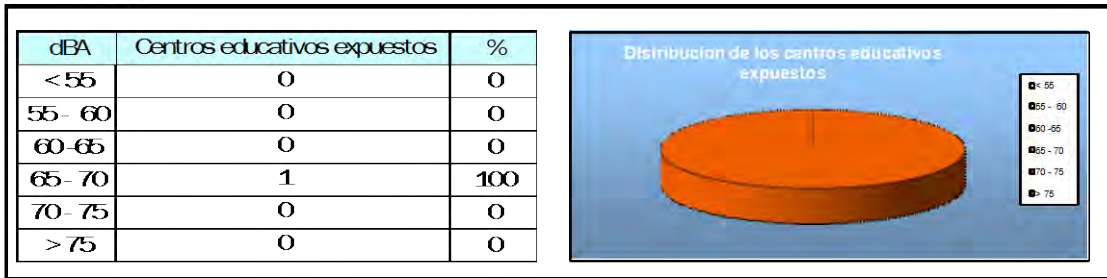 dBA Centros educativos expuestos %
< 55 0 0
55 - 60 0 0
60 -65 0 0
65 - 70 1 100
70 - 75 0 0
> 75 0 0
Distribucion de los centros educativos
expuestos
< 55
55 - 60
60 -65
65 - 70
70 - 75
> 75